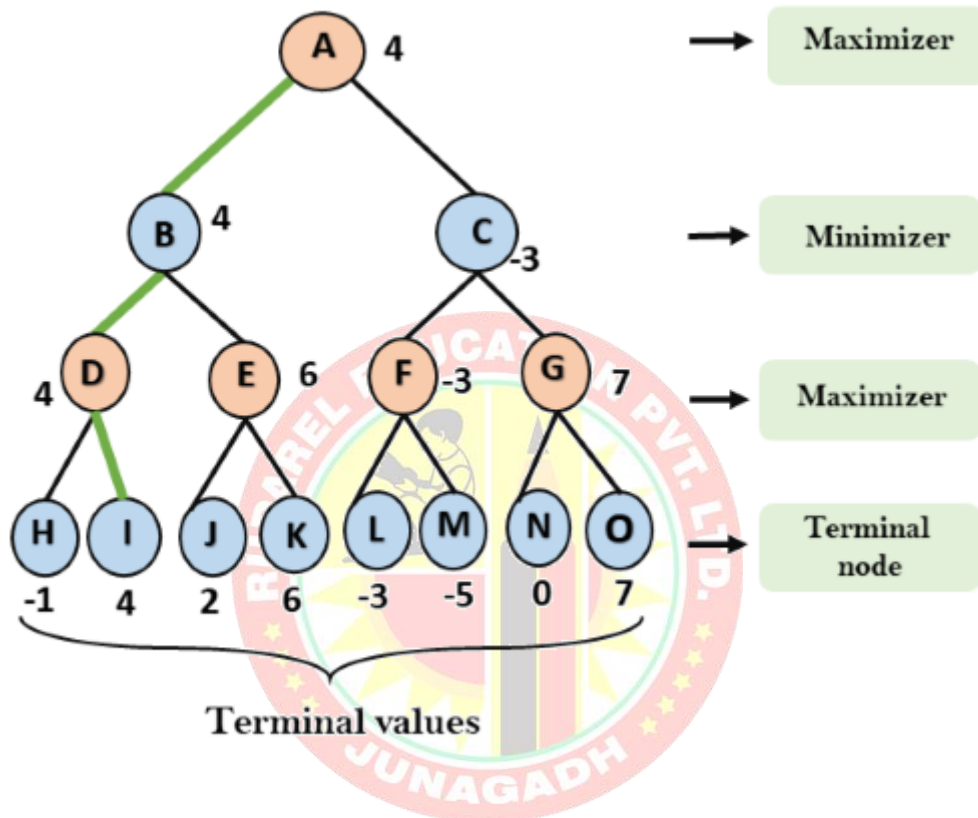 A 4
Maximizer
B 4
C -3
Minimizer
D 4
E 6
F -3
G 7
Maximizer
H I J K L M N O
Terminal
node
-1 4 2 6 -3 -5 0 7
Terminal values
JUNAGADH